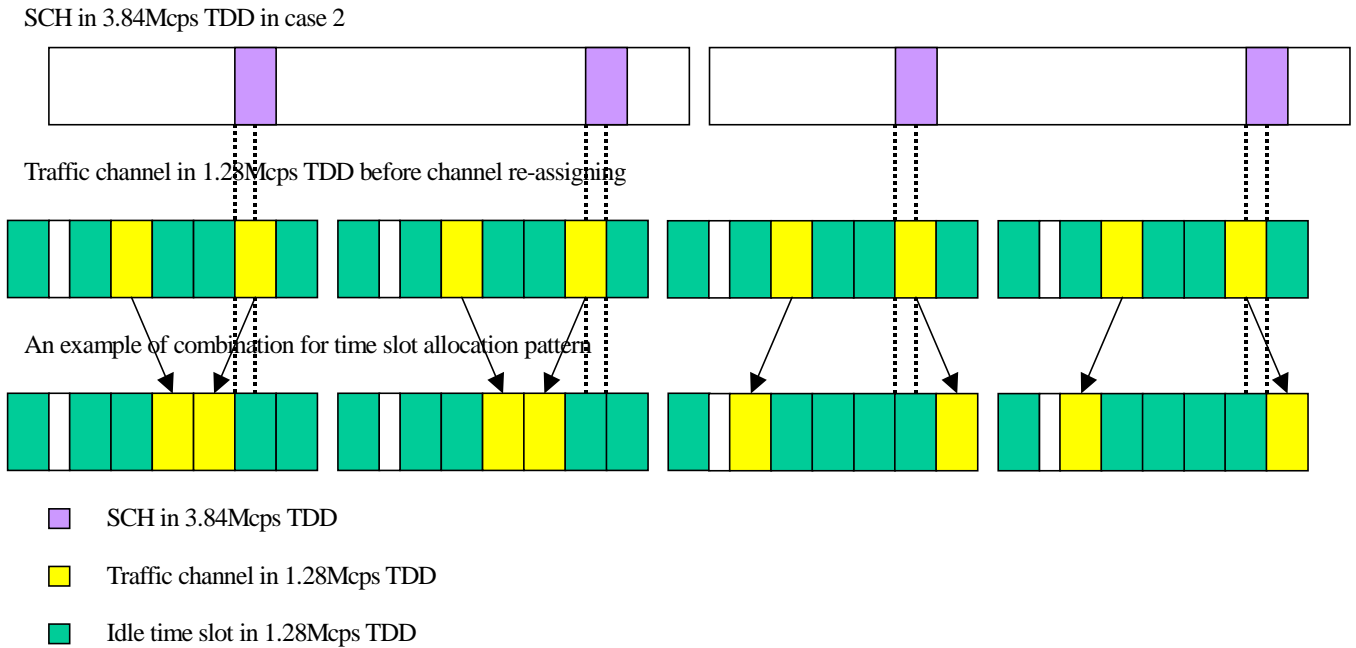 SCH in 3.84Mcps TDD in case 2
Traffic channel in 1.28Mcps TDD before channel re-assigning
An example of combination for time slot allocation pattern
SCH in 3.84Mcps TDD
Traffic channel in 1.28Mcps TDD
Idle time slot in 1.28Mcps TDD